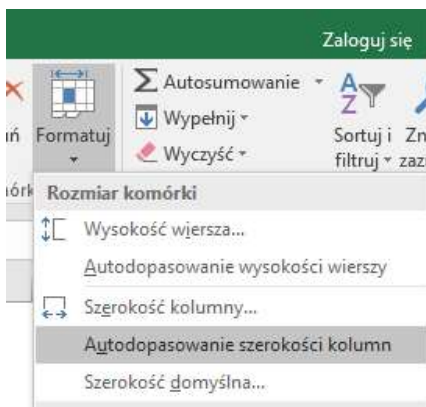 Zaloguj się
Autosumowanie
Wypełnij
Wyczyść
Formatuj
Sortuj i
filtruj
Rozmiar komórki
Wysokość wiersza...
Autodopasowanie wysokości wierszy
Szerokość kolumny...
Autodopasowanie szerokości kolumn
Szerokość domyślna...